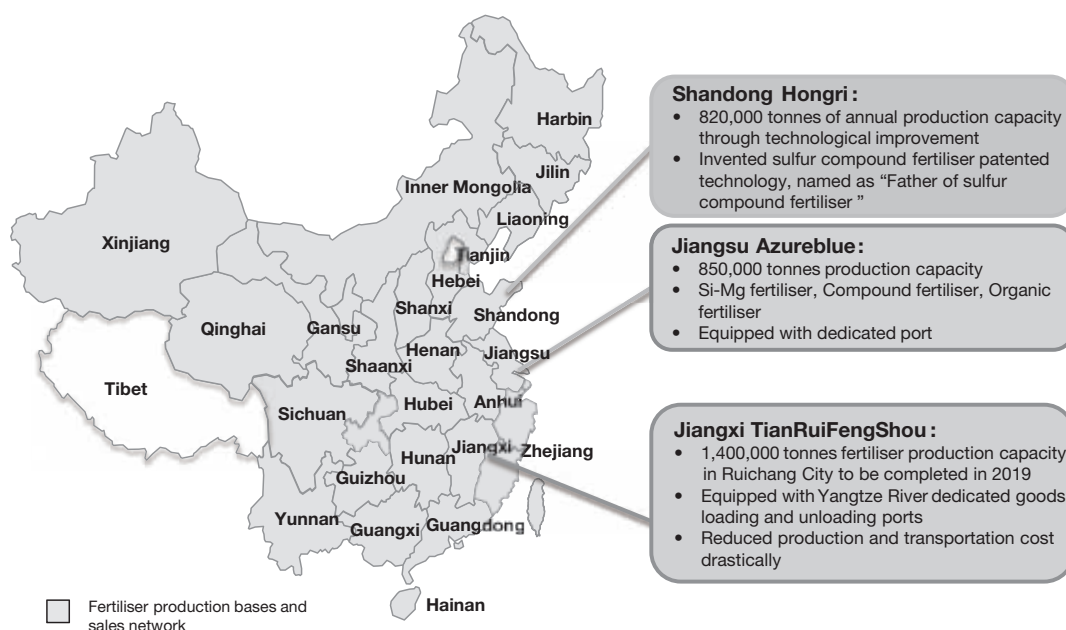 Harbin
Jilin
Inner Mongolia
Liaoning
Xinjiang
Tianjin
Hebei
Shanxi
Shandong
Qinghai
Gansu
Henan
Jiangsu
Shaanxi
Tibet
Hubei
Anhui
Sichuan
Jiangxi
Zhejiang
Hunan
Guizhou
Yunnan
Guangxi
Guangdong
Hainan
Fertiliser production bases and
sales network
Shandong Hongri:
• 820,000 tonnes of annual production capacity
through technological improvement
• Invented sulfur compound fertiliser patented
technology, named as “Father of sulfur
compound fertiliser ”
Jiangsu Azureblue:
• 850,000 tonnes production capacity
• Si-Mg fertiliser, Compound fertiliser, Organic
fertiliser
• Equipped with dedicated port
Jiangxi TianRuiFengShou:
• 1,400,000 tonnes fertiliser production capacity
in Ruichang City to be completed in 2019
• Equipped with Yangtze River dedicated goods
loading and unloading ports
• Reduced production and transportation cost
drastically